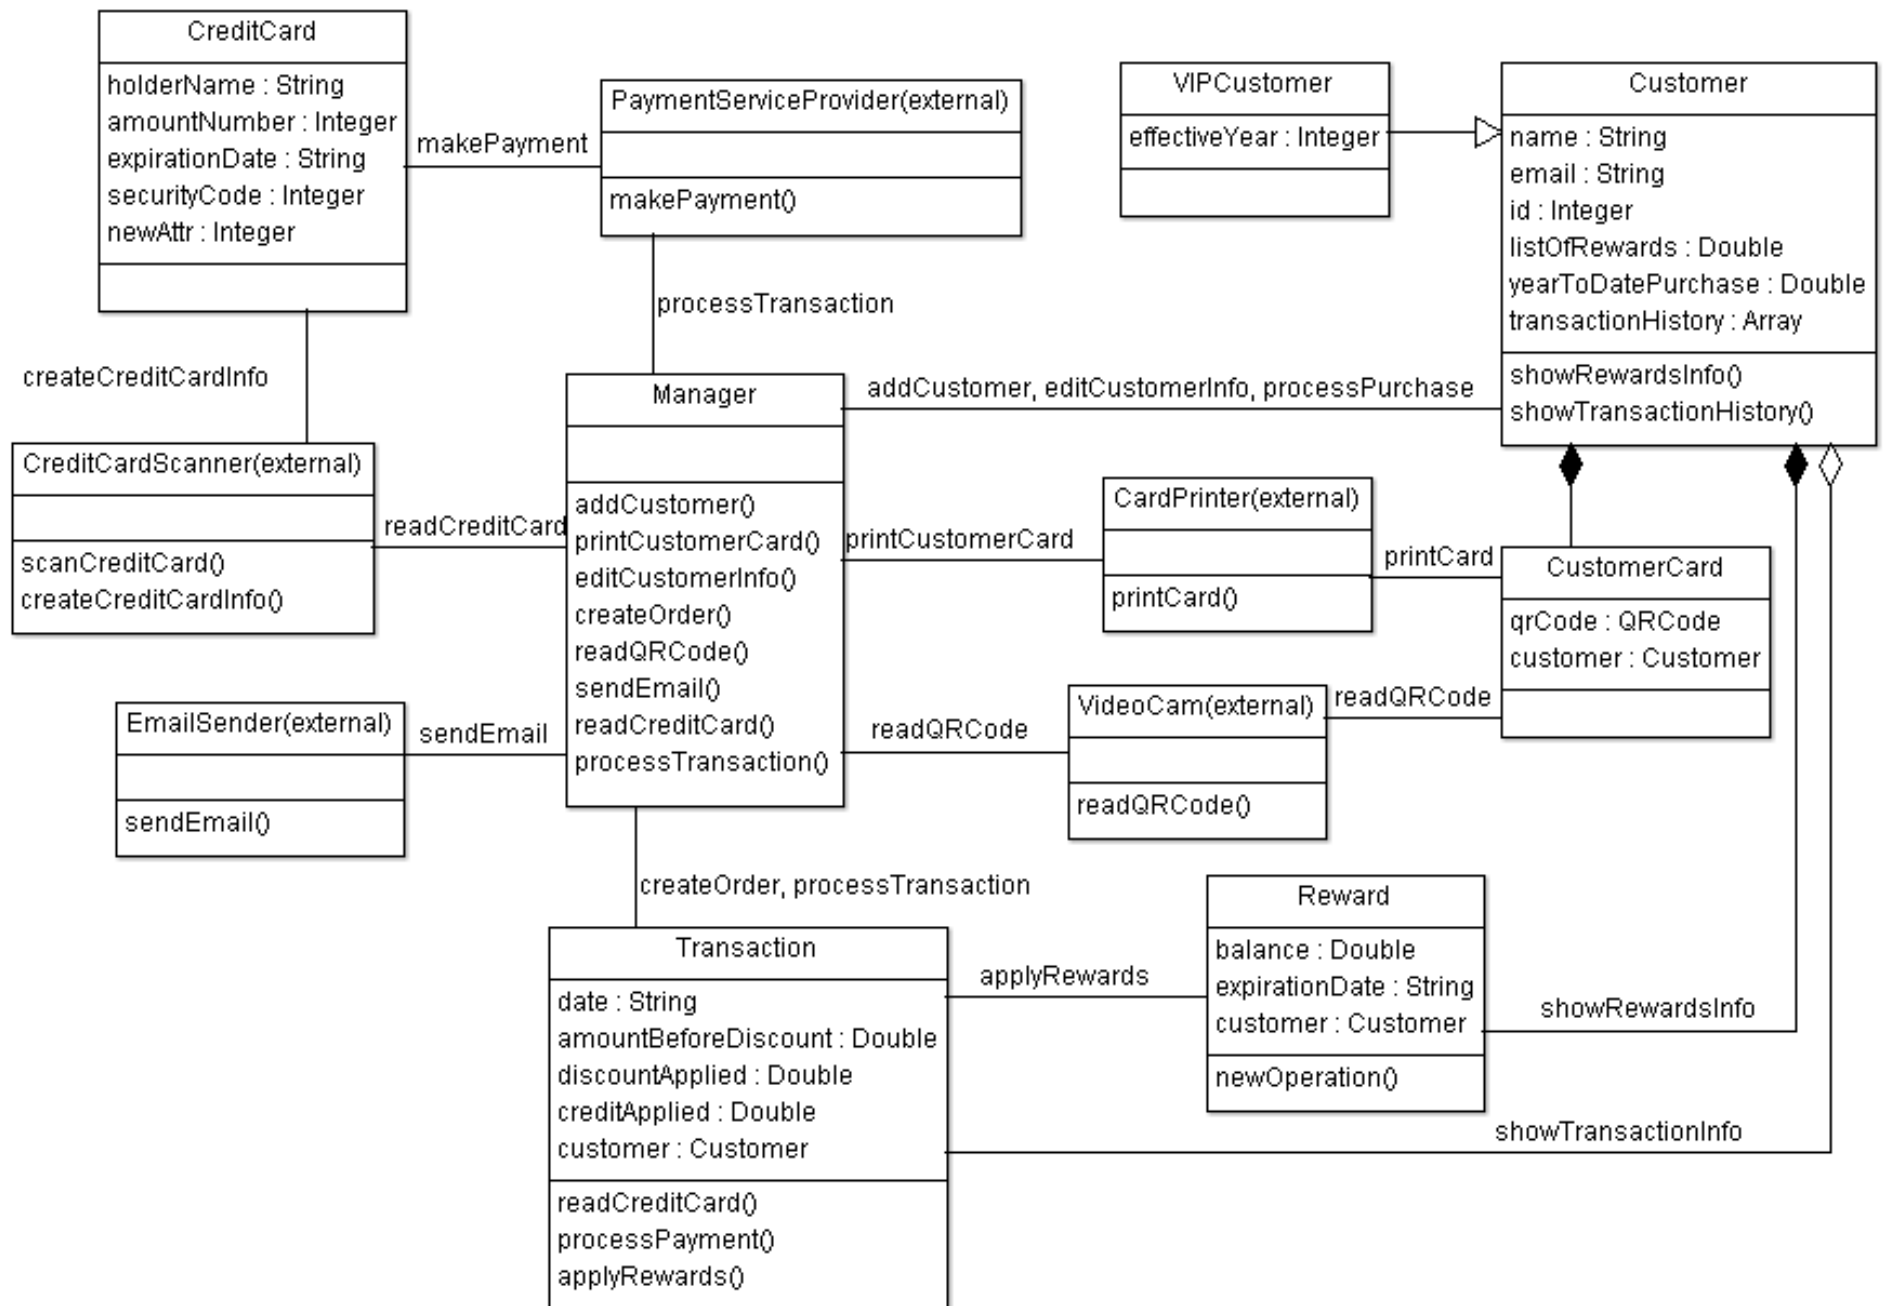 CreditCard
holderName : String
amountNumber : Integer
expirationDate : String
securityCode : Integer
newAttr : Integer
makePayment
PaymentServiceProvider(external)
makePayment()
VIPCustomer
effectiveYear : Integer
Customer
name : String
email : String
id : Integer
listOfRewards : Double
yearToDatePurchase : Double
transactionHistory : Array
showRewardsInfo()
showTransactionHistory()
processTransaction
createCreditCardInfo
addCustomer, editCustomerInfo, processPurchase
Manager
addCustomer()
printCustomerCard()
editCustomerInfo()
createOrder()
readQRCode()
sendEmail()
readCreditCard()
processTransaction()
CreditCardScanner(external)
scanCreditCard()
createCreditCardInfo()
readCreditCard
printCustomerCard
CardPrinter(external)
printCard()
printCard
CustomerCard
qrCode : QRCode
customer : Customer
EmailSender(external)
sendEmail()
sendEmail
readQRCode
VideoCam(external)
readQRCode()
readQRCode
createOrder, processTransaction
Transaction
date : String
amountBeforeDiscount : Double
discountApplied : Double
creditApplied : Double
customer : Customer
readCreditCard()
processPayment()
applyRewards()
applyRewards
Reward
balance : Double
expirationDate : String
customer : Customer
newOperation()
showRewardsInfo
showTransactionInfo